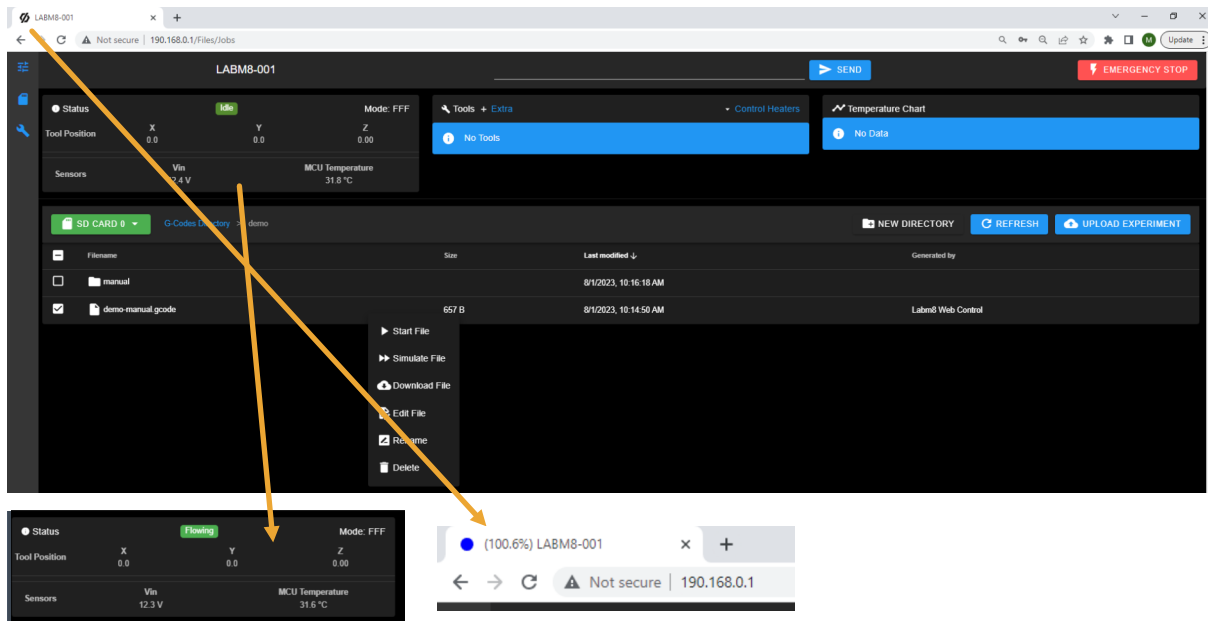 LABM8-001
Not secure 190.168.0.1/Files/Jobs
M Update
LABM8-001 SEND EMERGENCY STOP
Status Idle Mode: FFF
Tool Position X Y Z
0.0 0.0 0.00
Sensors Vin MCU Temperature
2.4 V 31.8 °C
Tools + Extra Control Heaters
No Tools
Temperature Chart
No Data
SD CARD 0 G-Codes Directory > demo NEW DIRECTORY REFRESH UPLOAD EXPERIMENT
Filename Size Last modified ↓ Generated by
manual 8/1/2023, 10:16:18 AM
demo-manual.gcode 657 B 8/1/2023, 10:14:50 AM Labm8 Web Control
Start File
Simulate File
Download File
Edit File
Rename
Delete
Status Flowing Mode: FFF
Tool Position X Y Z
0.0 0.0 0.00
Sensors Vin MCU Temperature
12.3 V 31.6 °C
(100.6%) LABM8-001
Not secure 190.168.0.1